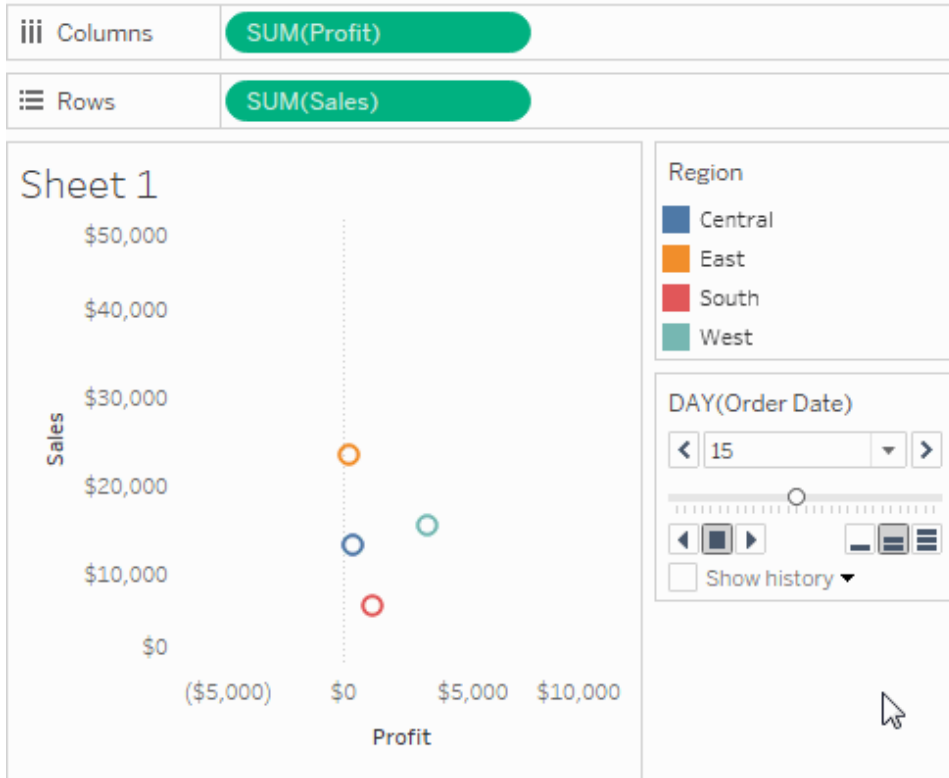 Columns SUM(Profit)
Rows SUM(Sales)
Sheet 1
$50,000
$40,000
$30,000
$20,000
$10,000
$0
Sales
($5,000) $0 $5,000 $10,000
Profit
Region
Central
East
South
West
DAY(Order Date)
15
Show history